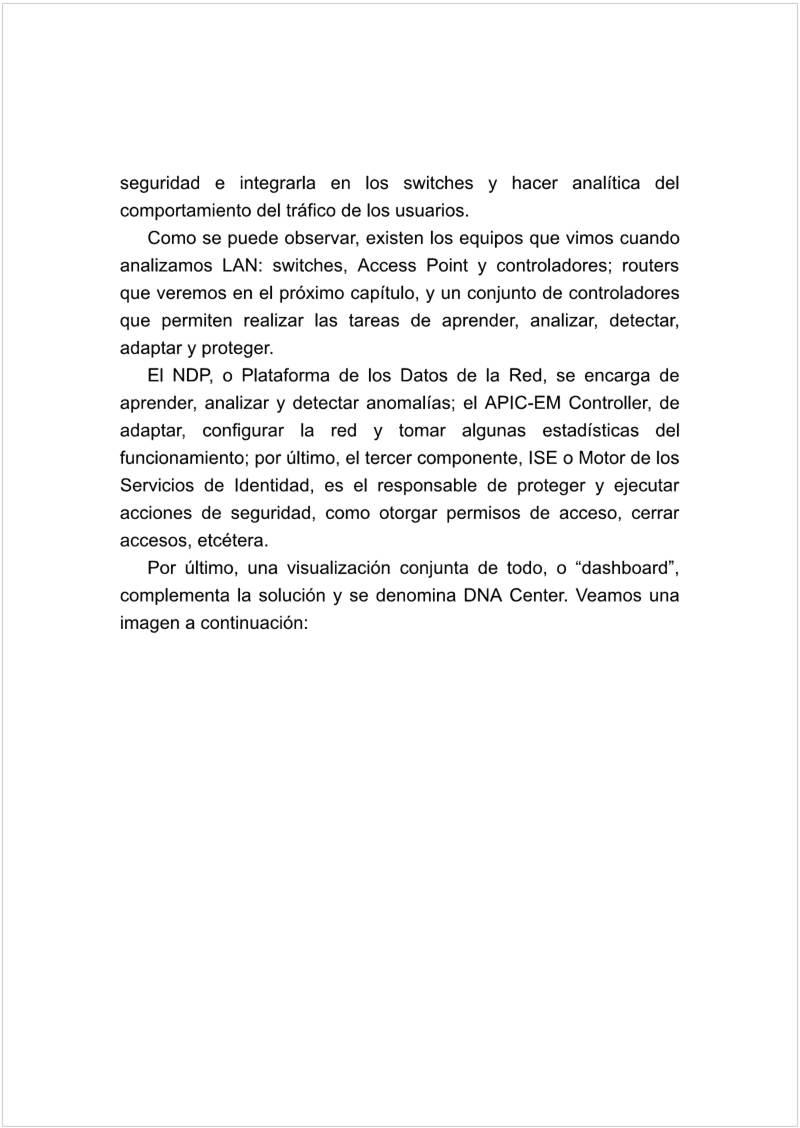 seguridad e integrarla en los switches y hacer analítica del
comportamiento del tráfico de los usuarios.
Como se puede observar, existen los equipos que vimos cuando
analizamos LAN: switches, Access Point y controladores; routers
que veremos en el próximo capítulo, y un conjunto de controladores
que permiten realizar las tareas de aprender, analizar, detectar,
adaptar y proteger.
El NDP, o Plataforma de los Datos de la Red, se encarga de
aprender, analizar y detectar anomalías; el APIC-EM Controller, de
adaptar, configurar la red y tomar algunas estadísticas del
funcionamiento; por último, el tercer componente, ISE o Motor de los
Servicios de Identidad, es el responsable de proteger y ejecutar
acciones de seguridad, como otorgar permisos de acceso, cerrar
accesos, etcétera.
Por último, una visualización conjunta de todo, o “dashboard”,
complementa la solución y se denomina DNA Center. Veamos una
imagen a continuación: